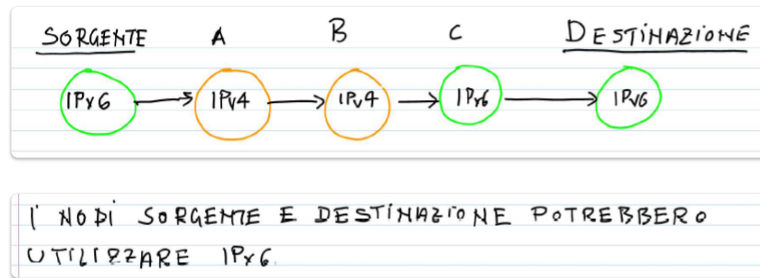 SORGENTE A B C DESTINAZIONE
IPv6 IPv4 IPv4 IPv6 IPv6
I NODI SORGENTE E DESTINAZIONE POTREBBERO
UTILIZZARE IPv6.